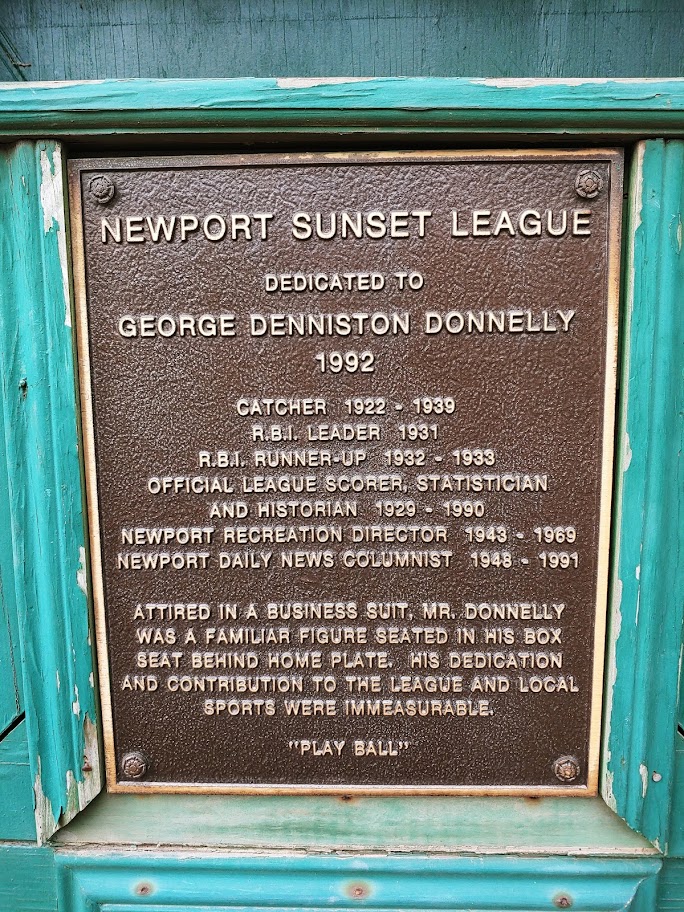 NEWPORT SUNSET LEAGUE
DEDICATED TO
GEORGE DENNISTON DONNELLY
1992
CATCHER 1922 - 1939
R.B.I. LEADER 1931
R.B.I. RUNNER-UP 1932 - 1933
OFFICIAL LEAGUE SCORER, STATISTICIAN
AND HISTORIAN 1929 - 1990
NEWPORT RECREATION DIRECTOR 1943 - 1969
NEWPORT DAILY NEWS COLUMNIST 1948 - 1991
ATTIRED IN A BUSINESS SUIT, MR. DONNELLY
WAS A FAMILIAR FIGURE SEATED IN HIS BOX
SEAT BEHIND HOME PLATE. HIS DEDICATION
AND CONTRIBUTION TO THE LEAGUE AND LOCAL
SPORTS WERE IMMEASURABLE.
"PLAY BALL"